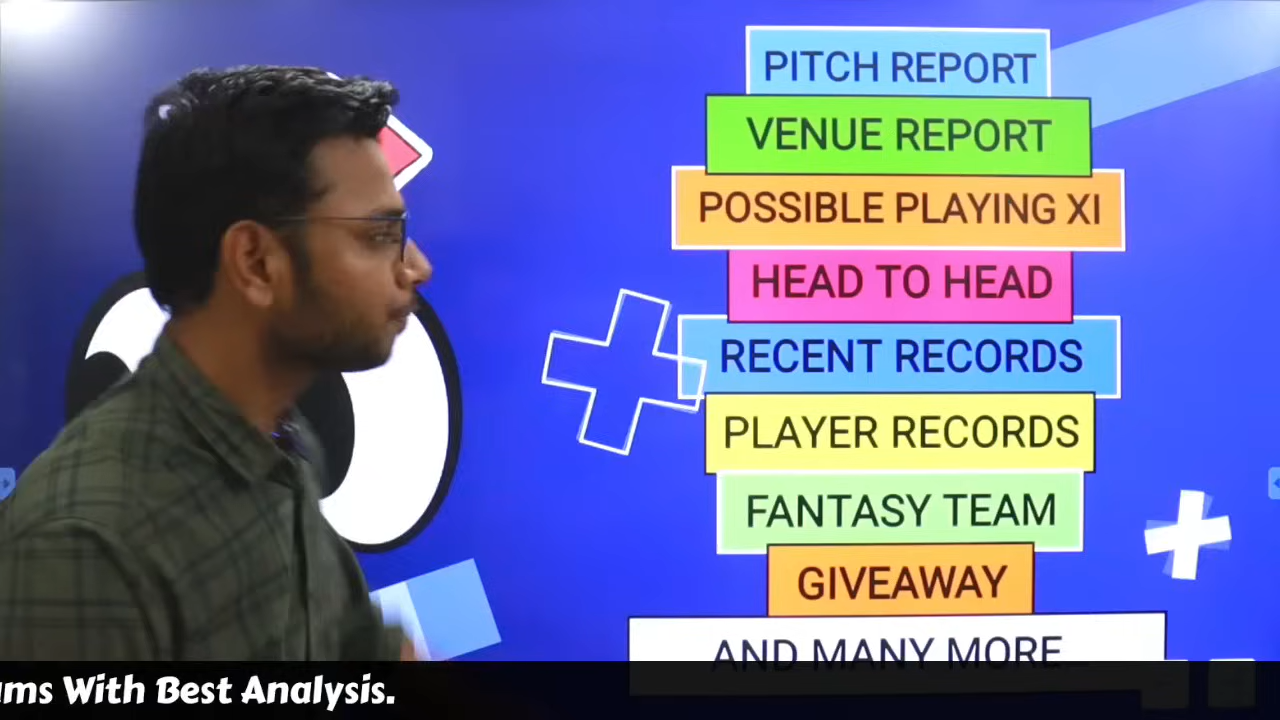 PITCH REPORT
VENUE REPORT
POSSIBLE PLAYING XI
HEAD TO HEAD
RECENT RECORDS
PLAYER RECORDS
FANTASY TEAM
GIVEAWAY
AND MANY MORE
With Best Analysis.